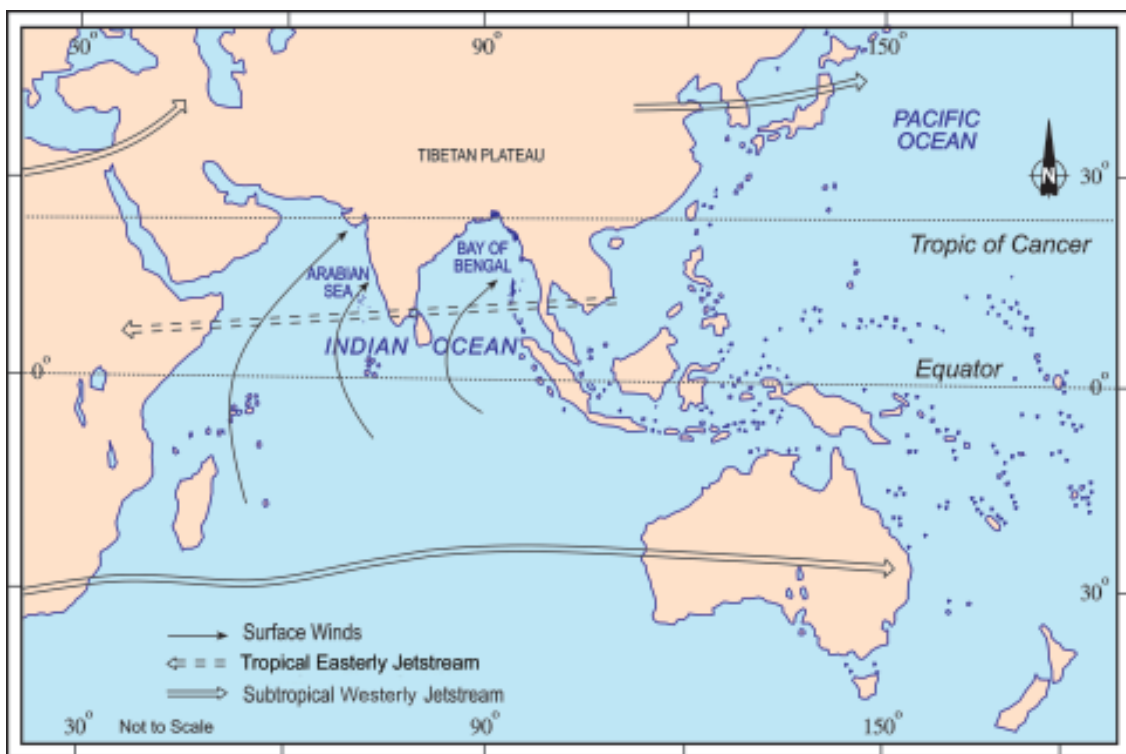 30°
90°
150°
PACIFIC
OCEAN
TIBETAN PLATEAU
N
30°
Tropic of Cancer
ARABIAN
SEA
BAY OF
BENGAL
INDIAN OCEAN
Equator
0°
0°
30°
Surface Winds
Tropical Easterly Jetstream
Subtropical Westerly Jetstream
30°
Not to Scale
90°
150°